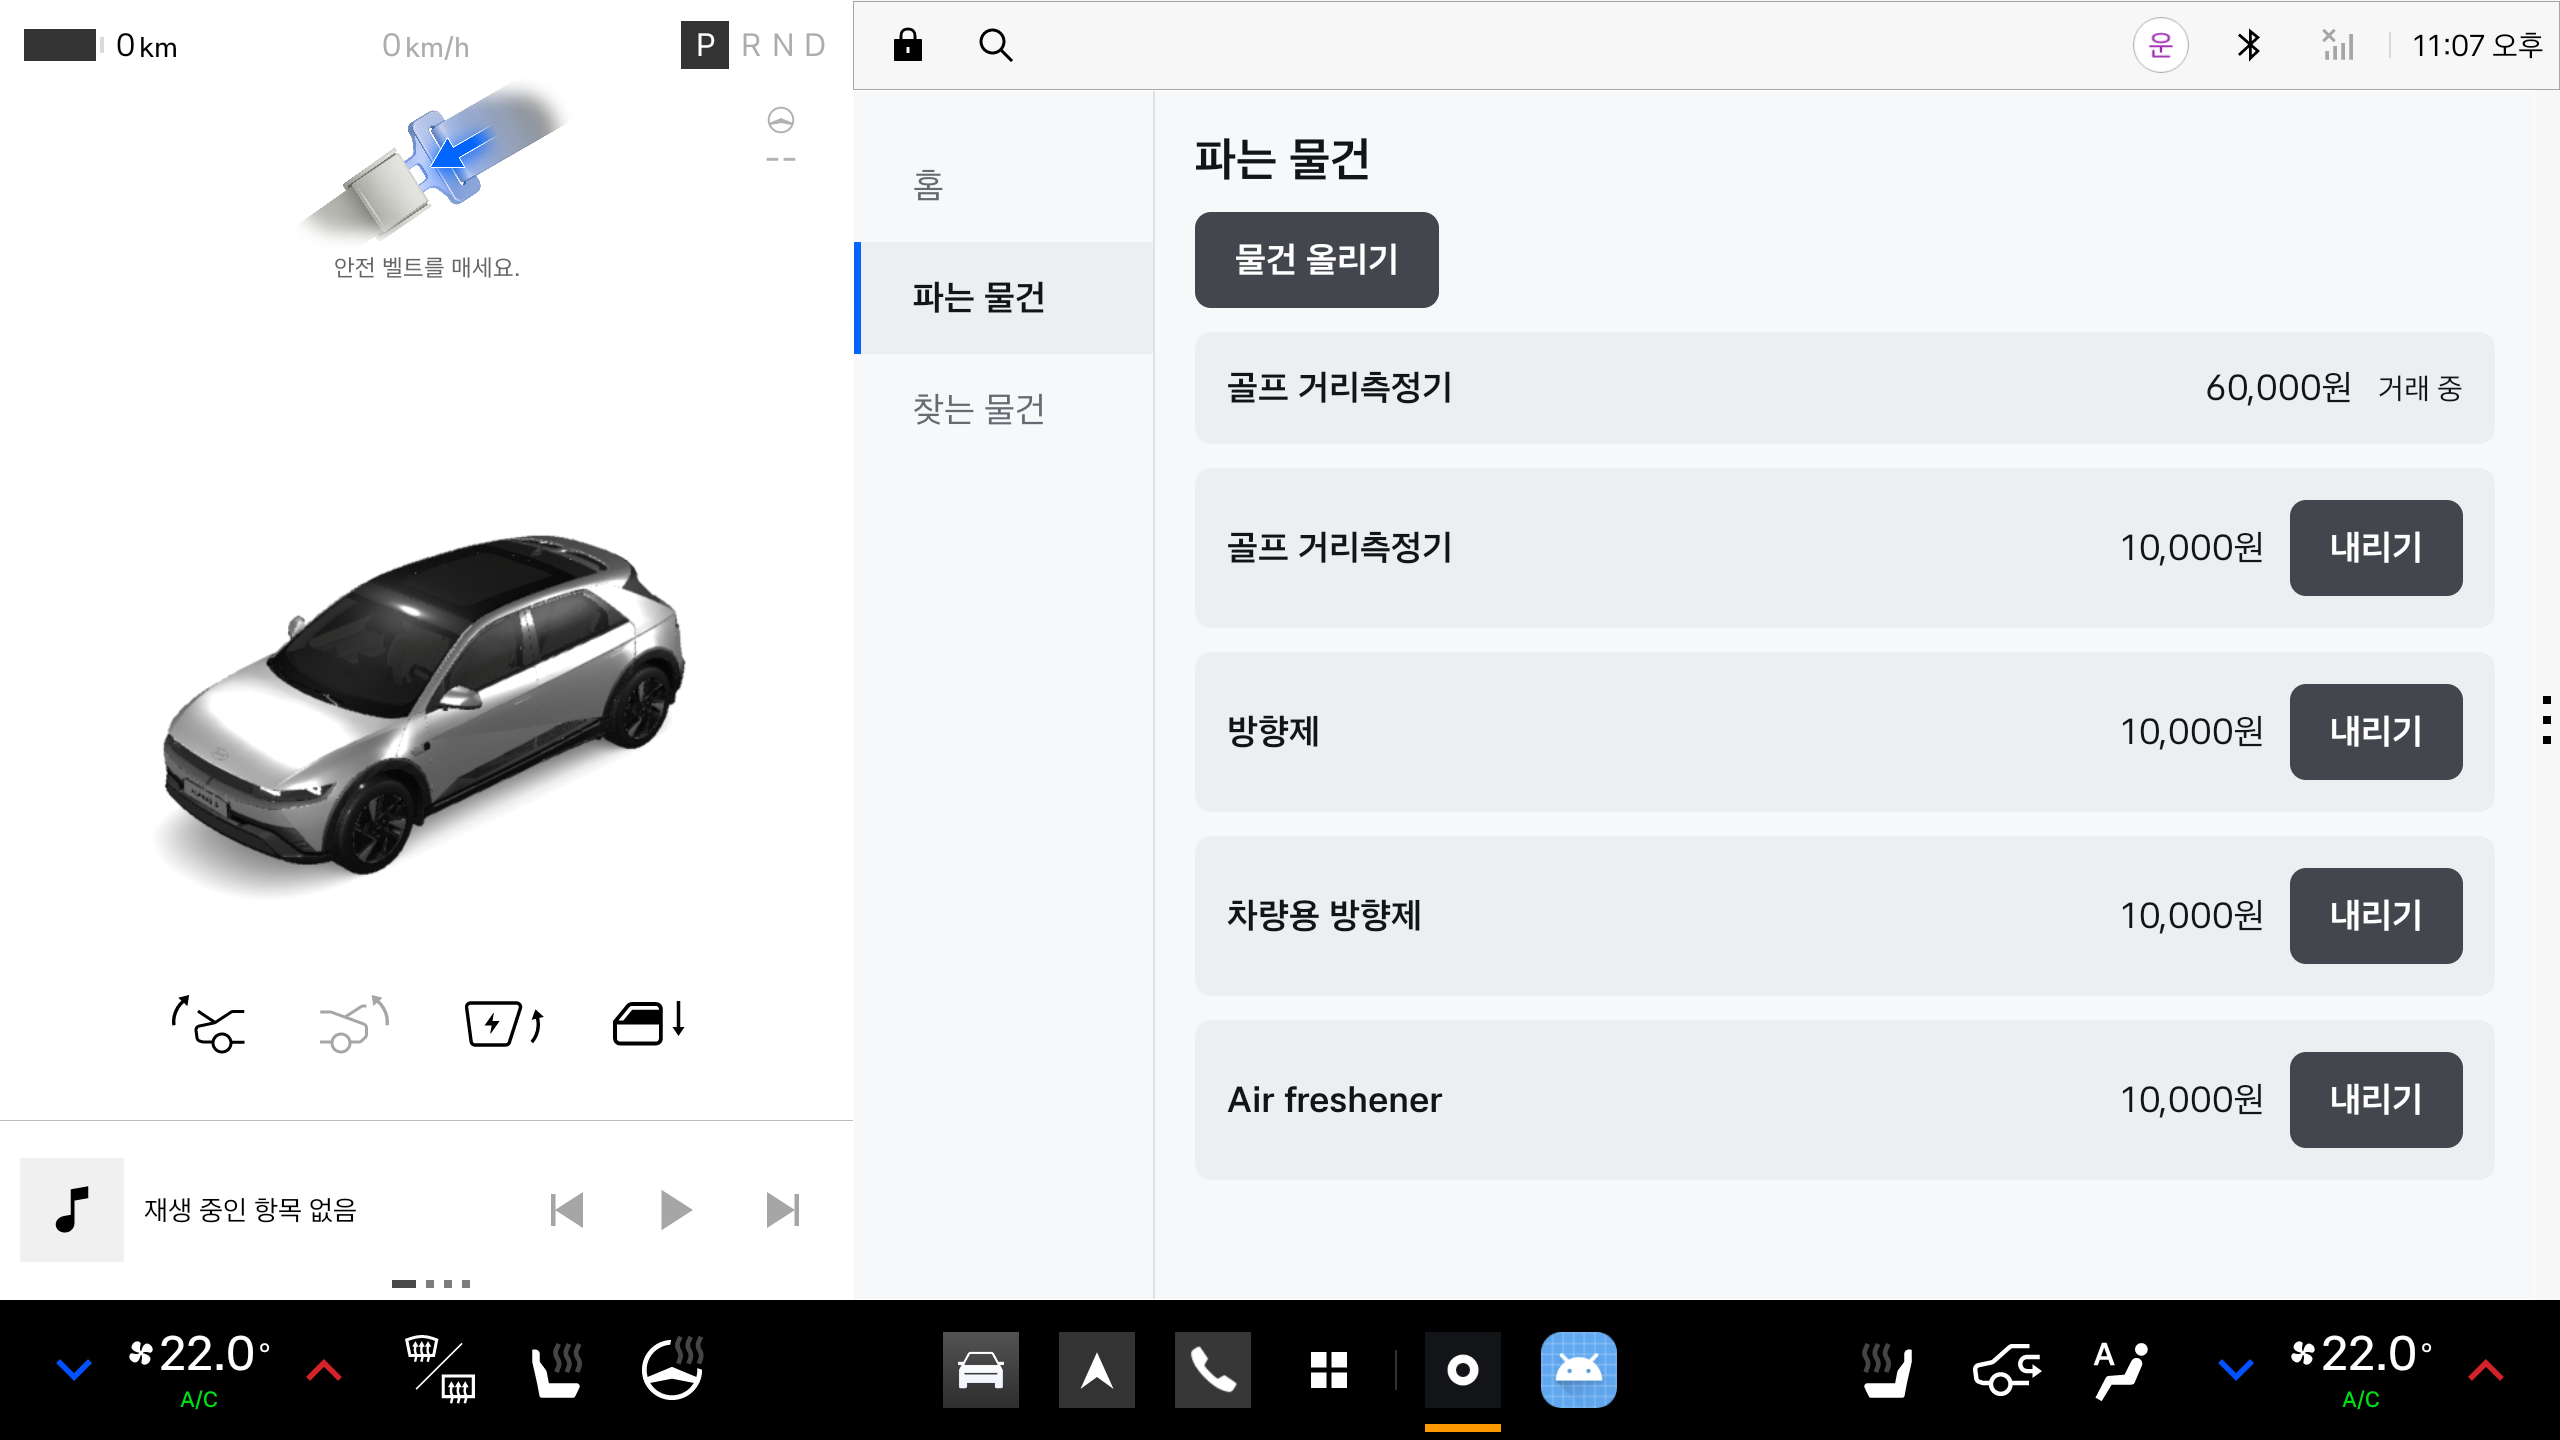 0 km
0 km/h
P R N D
안전 벨트를 매세요.
재생 중인 항목 없음
운
11:07 오후
홈
파는 물건
찾는 물건
파는 물건
물건 올리기
골프 거리측정기 60,000원 거래 중
골프 거리측정기 10,000원 내리기
방향제 10,000원 내리기
차량용 방향제 10,000원 내리기
Air freshener 10,000원 내리기
22.0°
A/C
A
22.0°
A/C